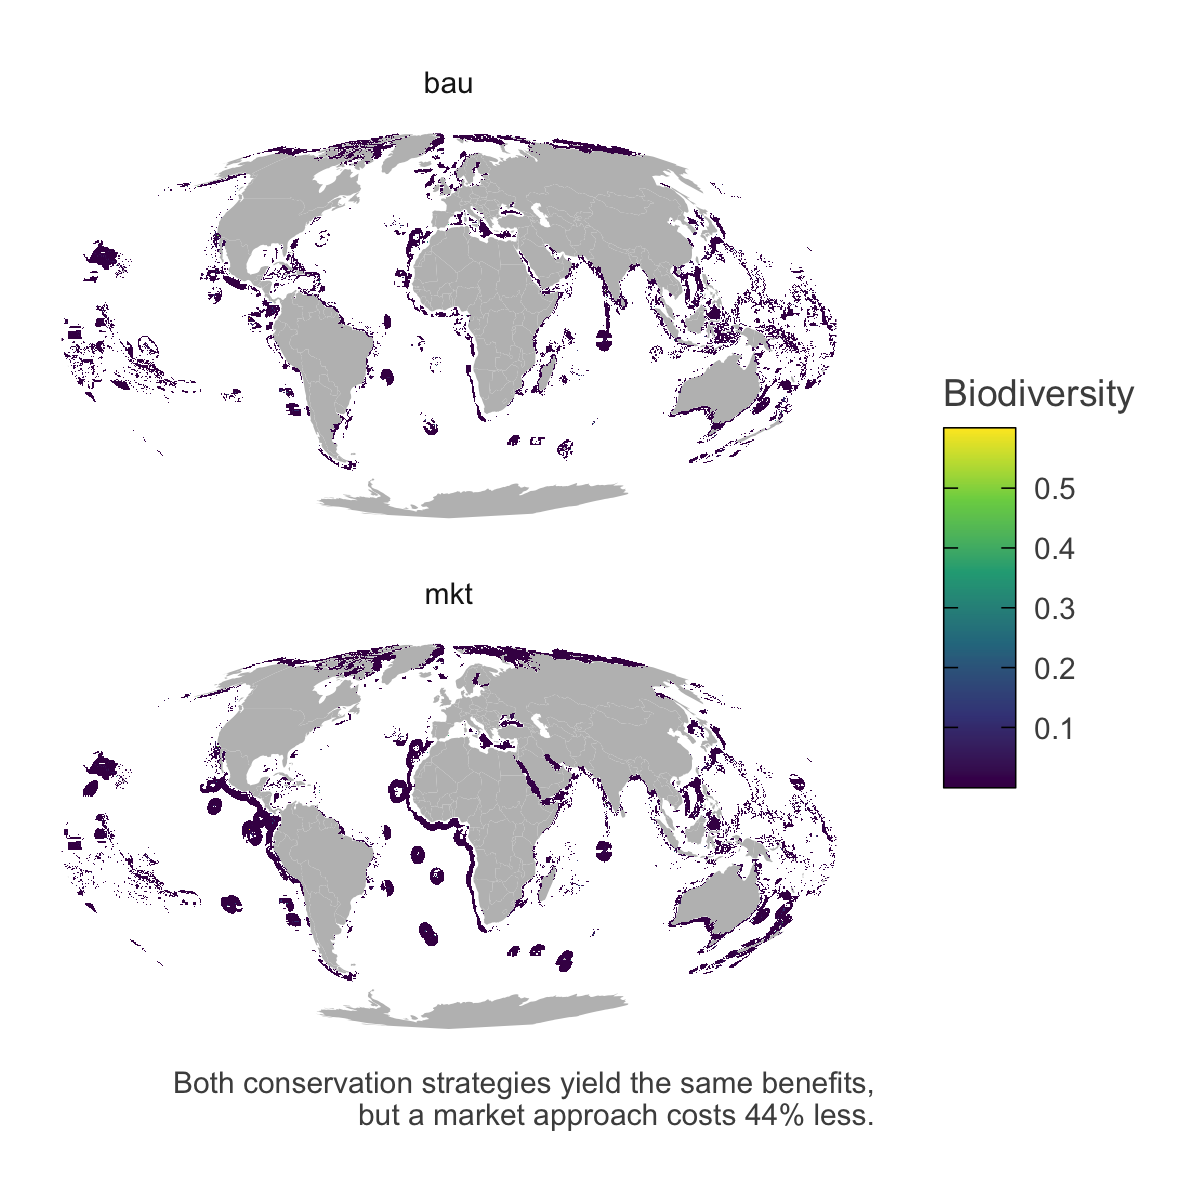 bau
Biodiversity
0.5
0.4
0.3
0.2
0.1
mkt
Both conservation strategies yield the same benefits,
but a market approach costs 44% less.